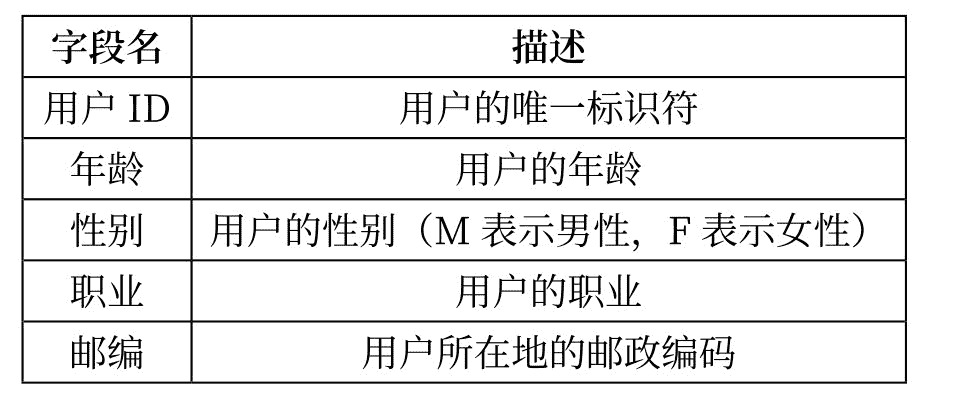 字段名 描述
用户 ID 用户的唯一标识符
年龄 用户的年龄
性别 用户的性别（M 表示男性，F 表示女性）
职业 用户的职业
邮编 用户所在地的邮政编码